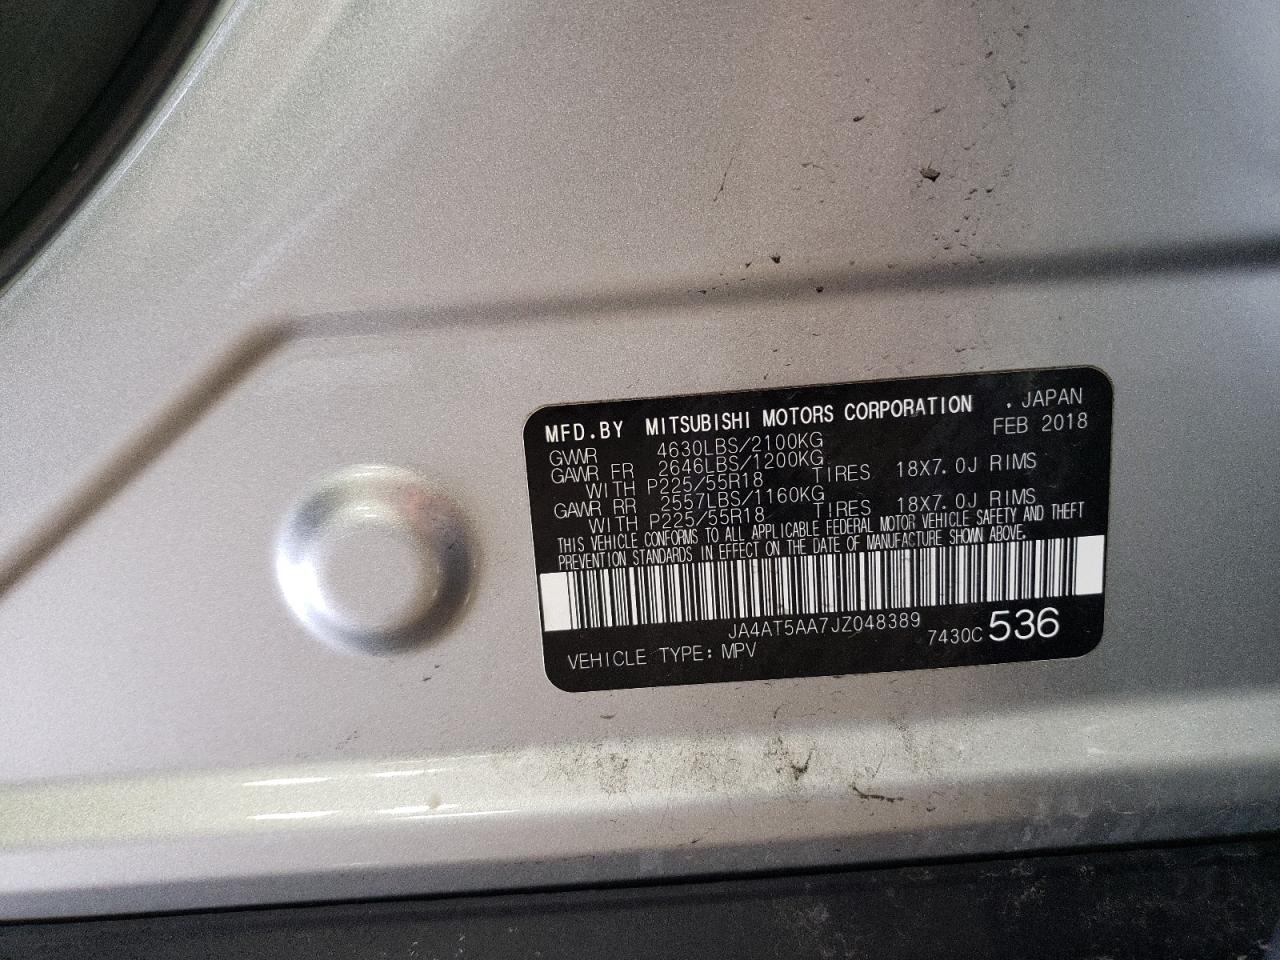 MFD.BY MITSUBISHI MOTORS CORPORATION . JAPAN
FEB 2018
GVWR 4630LBS/2100KG
GAWR FR 2646LBS/1200KG
WITH P225/55R18 TIRES 18X7.0J RIMS
GAWR RR 2557LBS/1160KG
WITH P225/55R18 TIRES 18X7.0J RIMS
THIS VEHICLE CONFORMS TO ALL APPLICABLE FEDERAL MOTOR VEHICLE SAFETY AND THEFT
PREVENTION STANDARDS IN EFFECT ON THE DATE OF MANUFACTURE SHOWN ABOVE.
JA4AT5AA7JZ048389
7430C 536
VEHICLE TYPE: MPV